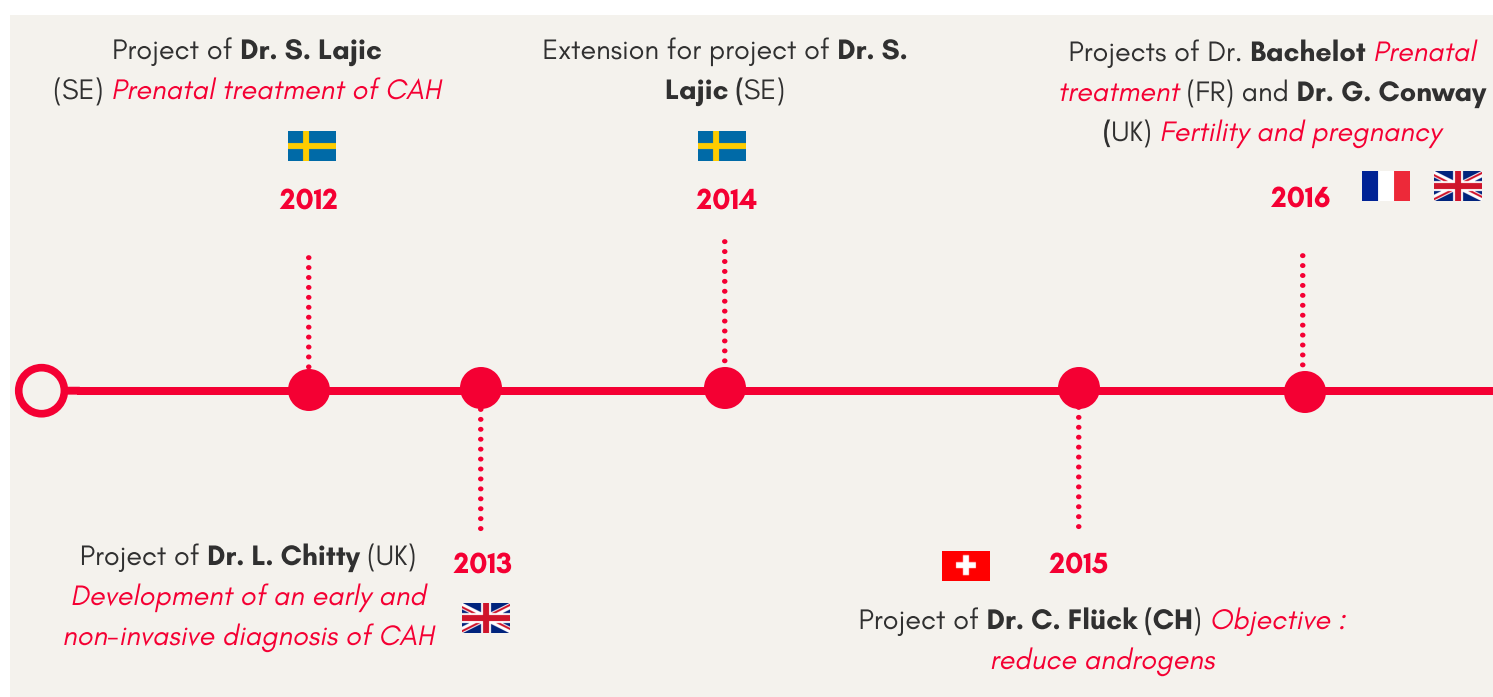 Project of Dr. S. Lajic
(SE) Prenatal treatment of CAH
2012
Extension for project of Dr. S.
Lajic (SE)
2014
Projects of Dr. Bachelot Prenatal
treatment (FR) and Dr. G. Conway
(UK) Fertility and pregnancy
2016
Project of Dr. L. Chitty (UK)
Development of an early and
non-invasive diagnosis of CAH
2013
2015
Project of Dr. C. Flück (CH) Objective :
reduce androgens